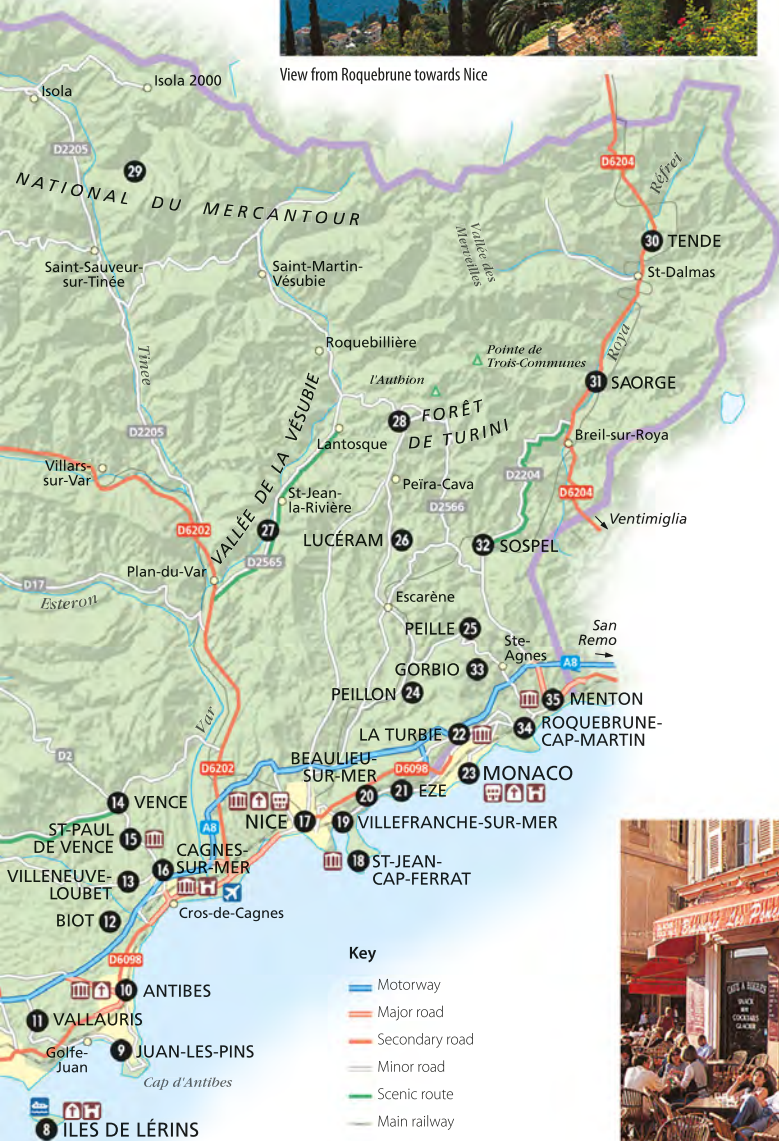 View from Roquebrune towards Nice
Isola
Isola 2000
D2205
29
NATIONAL DU MERCANTOUR
D6204
Réfrei
Vallée des
Merveilles
30 TENDE
St-Dalmas
Saint-Sauveur-
sur-Tinée
Saint-Martin-
Vésubie
Tinée
Roquebillière
Roya
Pointe de
Trois-Communes
l'Authion
31 SAORGE
28 FORÊT
DE TURINI
D2205
Lantosque
VALLÉE DE LA VÉSUBIE
Breil-sur-Roya
Villars-
sur-Var
Peïra-Cava
D2204
St-Jean-
la-Rivière
D6204
D2566
Ventimiglia
D6202
27
LUCÉRAM 26
32 SOSPEL
D2565
Plan-du-Var
D17
Esteron
Escarène
PEILLE 25
San
Remo
Ste-
Agnes
A8
GORBIO 33
PEILLON 24
35 MENTON
Var
LA TURBIE 22
34 ROQUEBRUNE-
CAP-MARTIN
D2
BEAULIEU-
SUR-MER
D6202
D6098
23 MONACO
20
21 EZE
14 VENCE
A8
NICE 17
19 VILLEFRANCHE-SUR-MER
ST-PAUL
DE VENCE 15
CAGNES-
SUR-MER
16
18 ST-JEAN-
CAP-FERRAT
VILLENEUVE-
LOUBET 13
Cros-de-Cagnes
BIOT 12
D6098
10 ANTIBES
11 VALLAURIS
Golfe-
Juan
9 JUAN-LES-PINS
Cap d'Antibes
8 ILES DE LÉRINS
Key
Motorway
Major road
Secondary road
Minor road
Scenic route
Main railway
SNACK
COCKTAILS
GLACIER